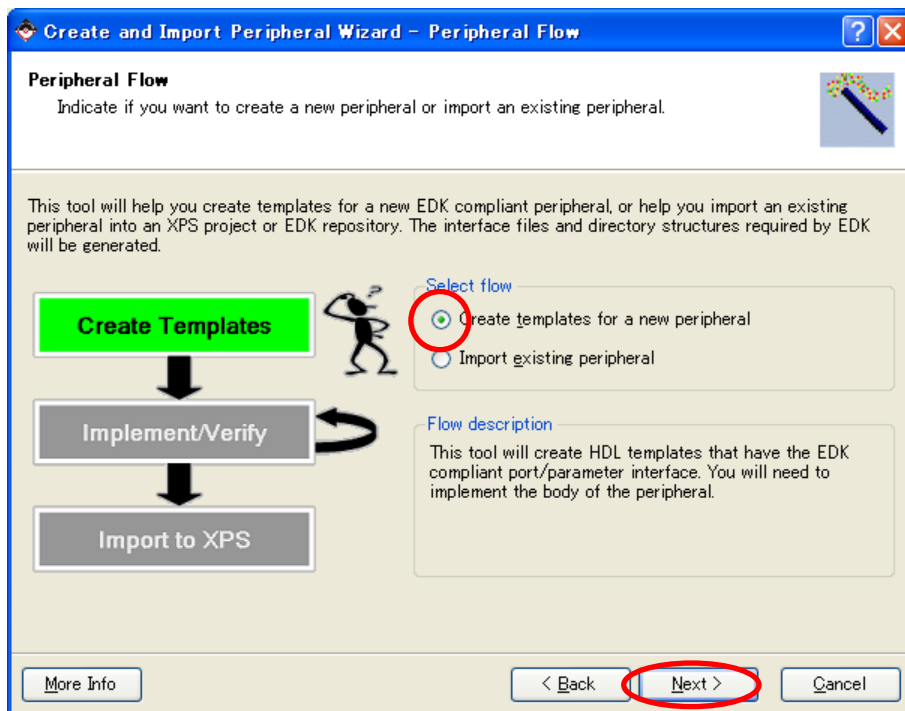 Create and Import Peripheral Wizard - Peripheral Flow
Peripheral Flow
Indicate if you want to create a new peripheral or import an existing peripheral.
This tool will help you create templates for a new EDK compliant peripheral, or help you import an existing
peripheral into an XPS project or EDK repository. The interface files and directory structures required by EDK
will be generated.
Create Templates
Implement/Verify
Import to XPS
?
Select flow
Create templates for a new peripheral
Import existing peripheral
Flow description
This tool will create HDL templates that have the EDK
compliant port/parameter interface. You will need to
implement the body of the peripheral.
More Info
< Back
Next >
Cancel